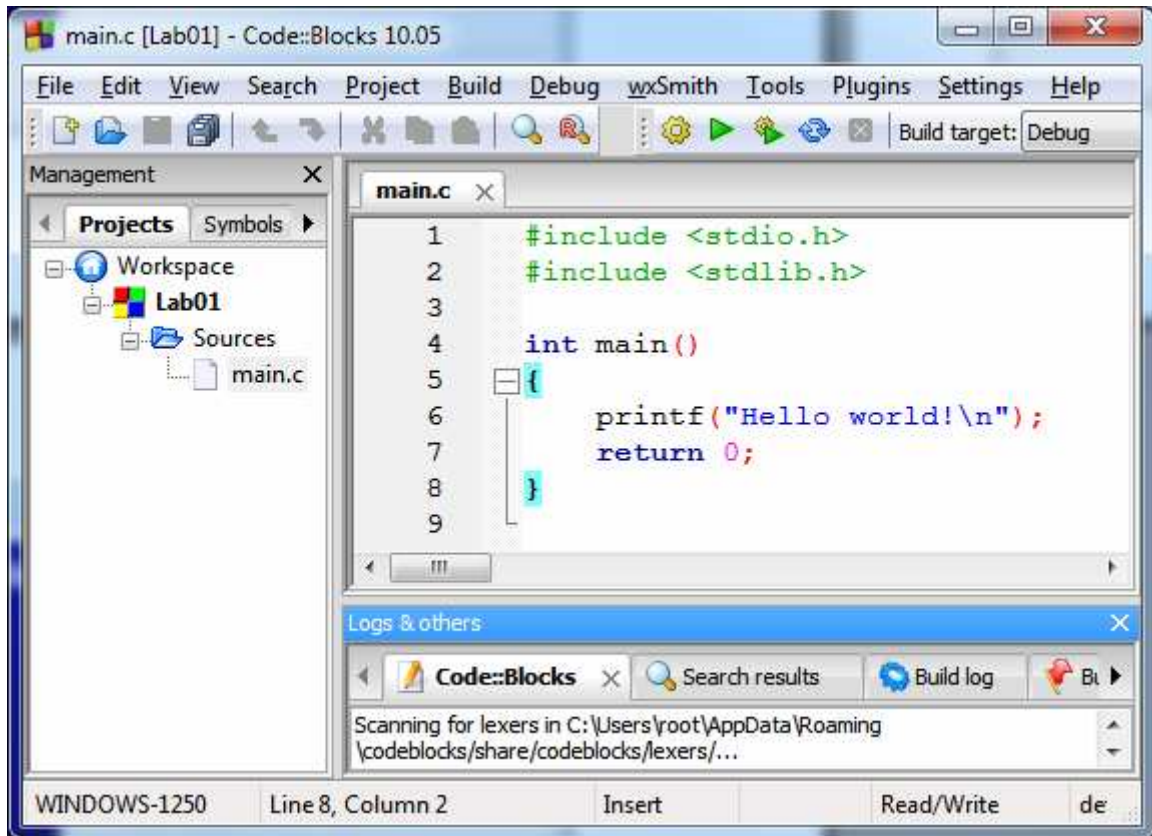 main.c [Lab01] - Code::Blocks 10.05
File Edit View Search Project Build Debug wxSmith Tools Plugins Settings Help
Build target: Debug
Management
Projects Symbols
Workspace
Lab01
Sources
main.c
main.c
1 #include <stdio.h>
2 #include <stdlib.h>
3
4 int main()
5 {
6 printf("Hello world!\n");
7 return 0;
8 }
9
Logs & others
Code::Blocks Search results Build log
Scanning for lexers in C:\Users\root\AppData\Roaming
\codeblocks/share/codeblocks/lexers/...
WINDOWS-1250 Line 8, Column 2 Insert Read/Write de